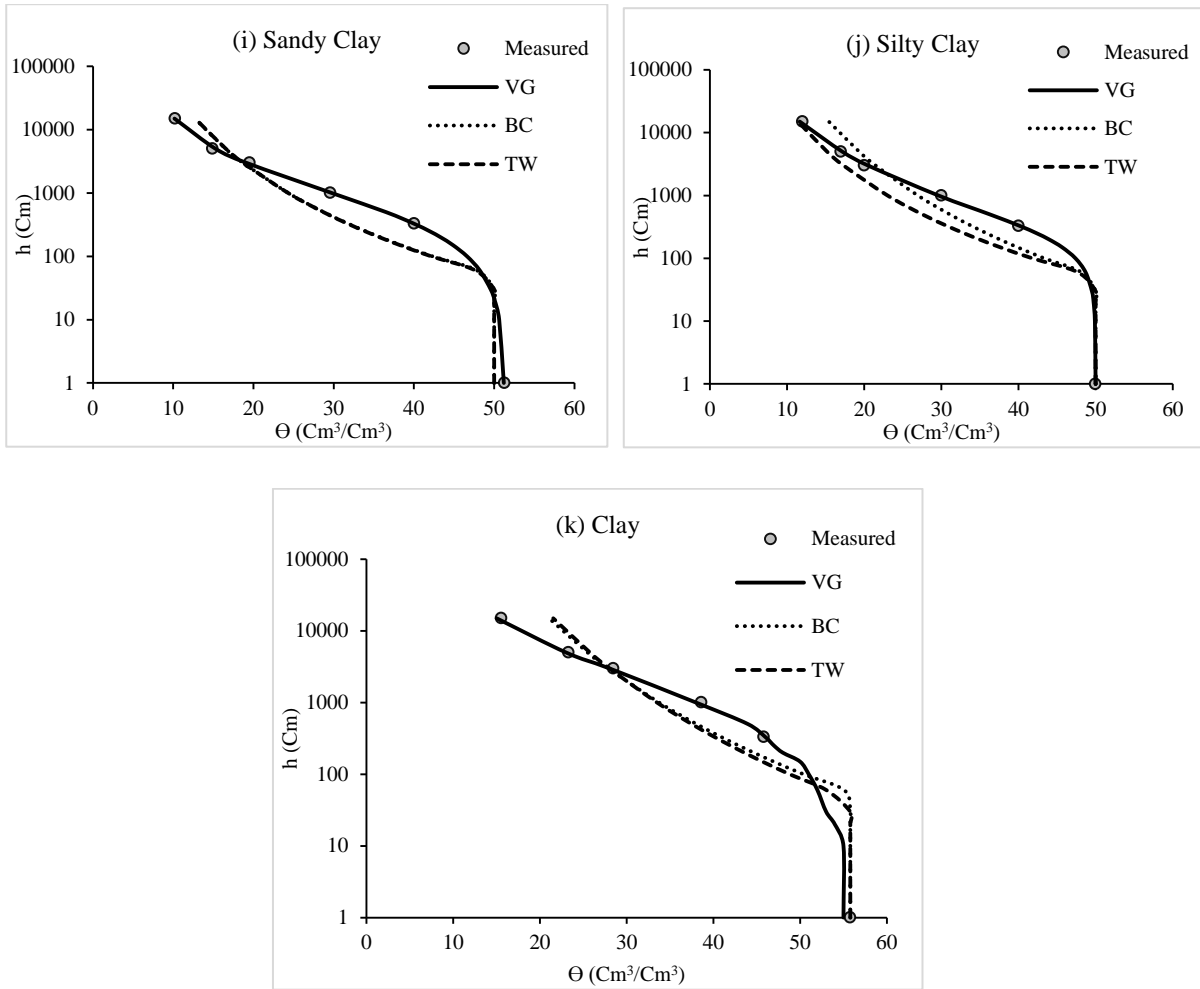 (i) Sandy Clay
Measured
VG
BC
TW
100000
10000
1000
100
10
1
h (Cm)
0 10 20 30 40 50 60
Ө (Cm³/Cm³)
(j) Silty Clay
Measured
VG
BC
TW
100000
10000
1000
100
10
1
h (Cm)
0 10 20 30 40 50 60
Ө (Cm³/Cm³)
(k) Clay
Measured
VG
BC
TW
100000
10000
1000
100
10
1
h (Cm)
0 10 20 30 40 50 60
Ө (Cm³/Cm³)